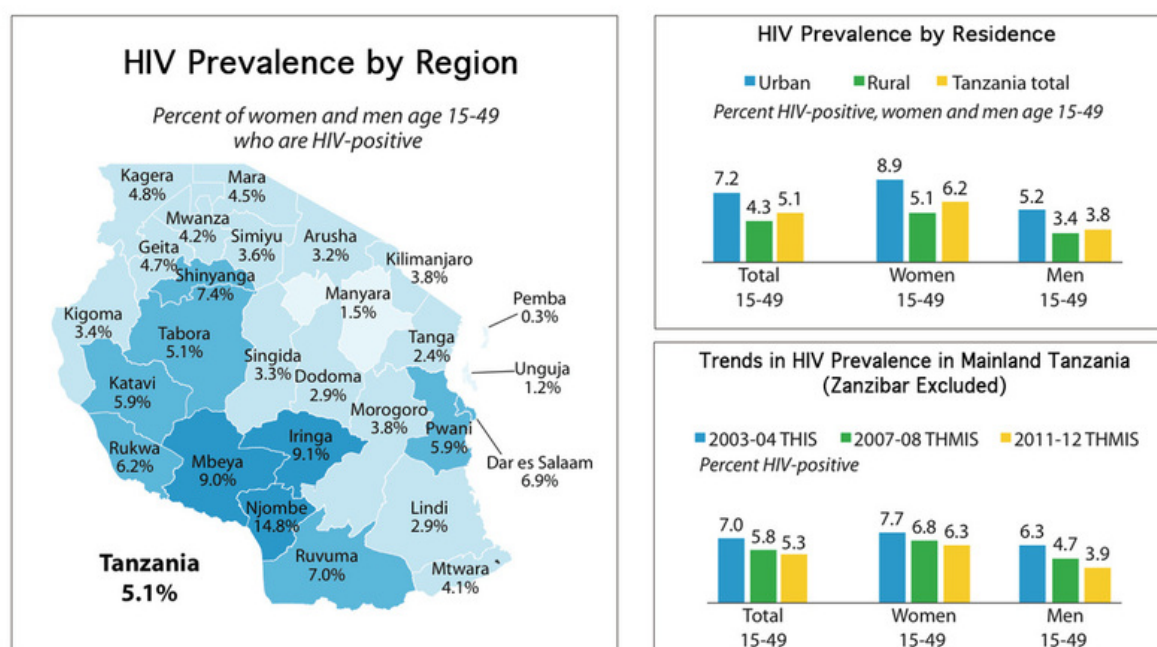 HIV Prevalence by Region
Percent of women and men age 15-49
who are HIV-positive
Kagera
4.8%
Mara
4.5%
Mwanza
4.2%
Simiyu
3.6%
Arusha
3.2%
Geita
4.7%
Kilimanjaro
3.8%
Shinyanga
7.4%
Manyara
1.5%
Pemba
0.3%
Kigoma
3.4%
Tabora
5.1%
Tanga
2.4%
Singida
3.3%
Unguja
1.2%
Dodoma
2.9%
Katavi
5.9%
Morogoro
3.8%
Pwani
5.9%
Iringa
9.1%
Rukwa
6.2%
Mbeya
9.0%
Dar es Salaam
6.9%
Njombe
14.8%
Lindi
2.9%
Tanzania
5.1%
Ruvuma
7.0%
Mtwara
4.1%
HIV Prevalence by Residence
Urban Rural Tanzania total
Percent HIV-positive, women and men age 15-49
7.2 4.3 5.1 8.9 5.1 6.2 5.2 3.4 3.8
Total Women Men
15-49 15-49 15-49
Trends in HIV Prevalence in Mainland Tanzania
(Zanzibar Excluded)
2003-04 THIS 2007-08 THMIS 2011-12 THMIS
Percent HIV-positive
7.0 5.8 5.3 7.7 6.8 6.3 6.3 4.7 3.9
Total Women Men
15-49 15-49 15-49